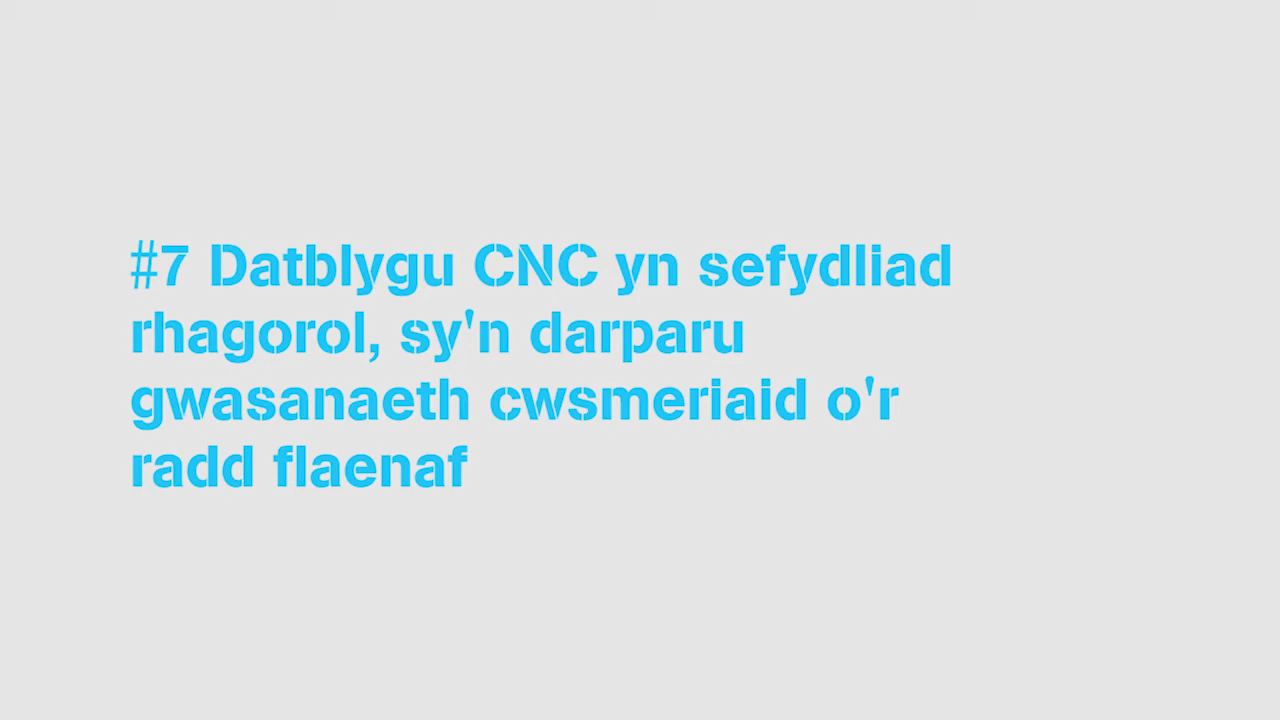 #7 Datblygu CNC yn sefydliad
rhagorol, sy'n darparu
gwasanaeth cwsmeriaid o'r
radd flaenaf